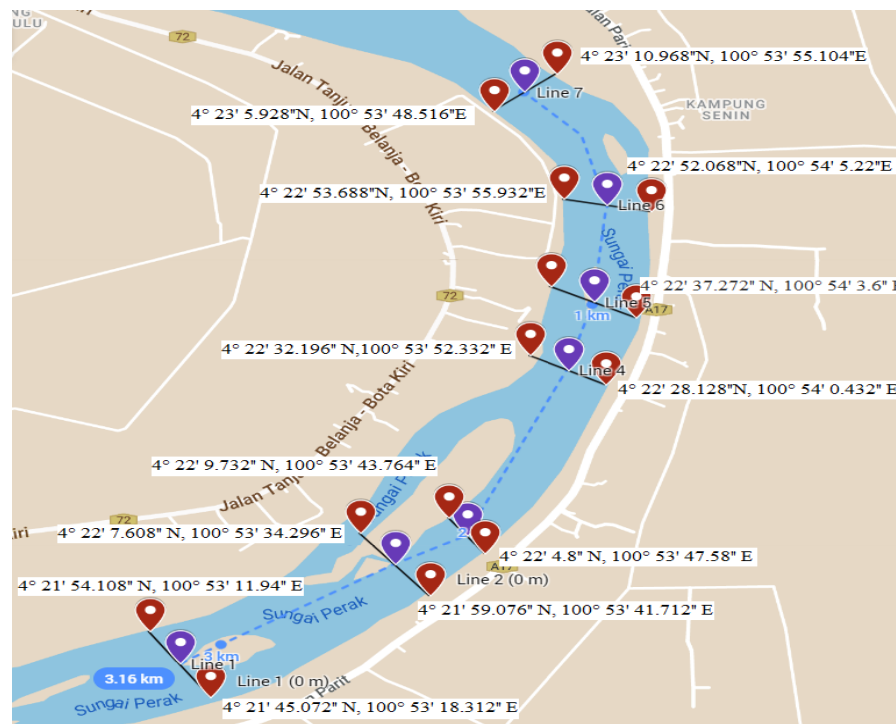 NG
ULU
72
Jalan Parit
4° 23' 10.968"N, 100° 53' 55.104"E
Jalan Tanjung Belanja - Bota Kiri
Line 7
4° 23' 5.928"N, 100° 53' 48.516"E
KAMPUNG
SENIN
4° 22' 52.068"N, 100° 54' 5.22"E
4° 22' 53.688"N, 100° 53' 55.932"E
Line 6
Sungai Perak
4° 22' 37.272" N, 100° 54' 3.6" E
72
Line 5
A17
1 km
4° 22' 32.196" N,100° 53' 52.332" E
Line 4
4° 22' 28.128"N, 100° 54' 0.432" E
Jalan Tanjung Belanja - Bota Kiri
4° 22' 9.732" N, 100° 53' 43.764" E
Sungai Perak
72
iri
4° 22' 7.608" N, 100° 53' 34.296" E
2
4° 22' 4.8" N, 100° 53' 47.58" E
A17
4° 21' 54.108" N, 100° 53' 11.94" E
Line 2 (0 m)
4° 21' 59.076" N, 100° 53' 41.712" E
Sungai Perak
3 km
Line 1
3.16 km
Line 1 (0 m)
Parit
Sungai Perak
4° 21' 45.072" N, 100° 53' 18.312" E